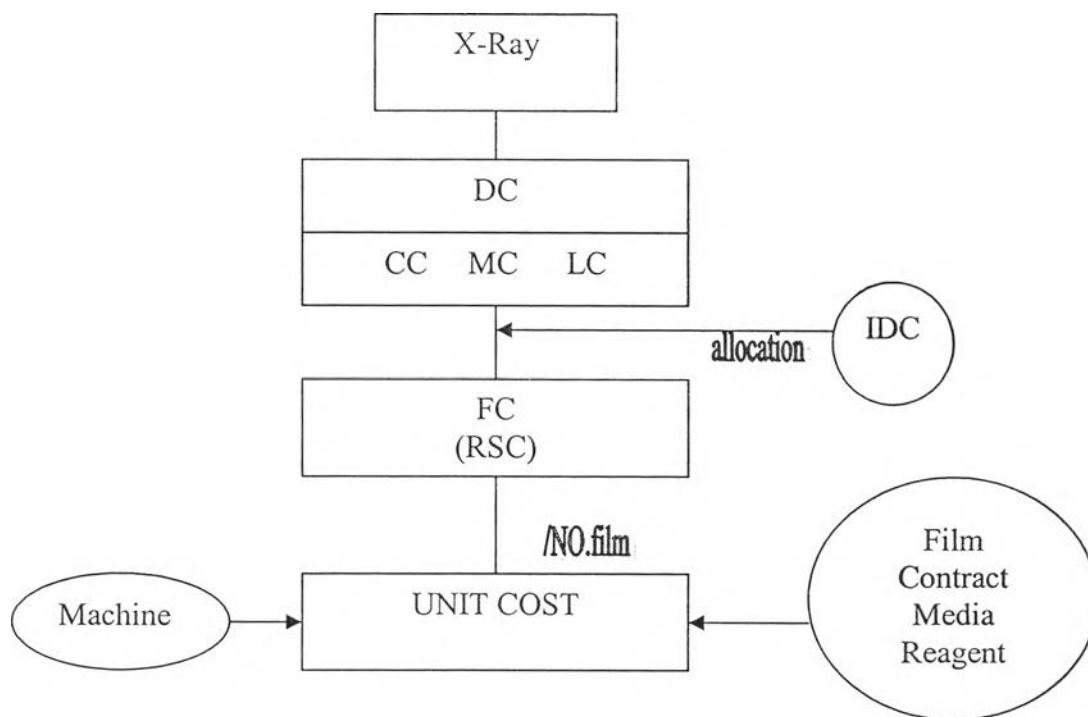 X-Ray
DC
CC MC LC
IDC
allocation
FC
(RSC)
/NO.film
Film
Contract
Media
Reagent
Machine
UNIT COST